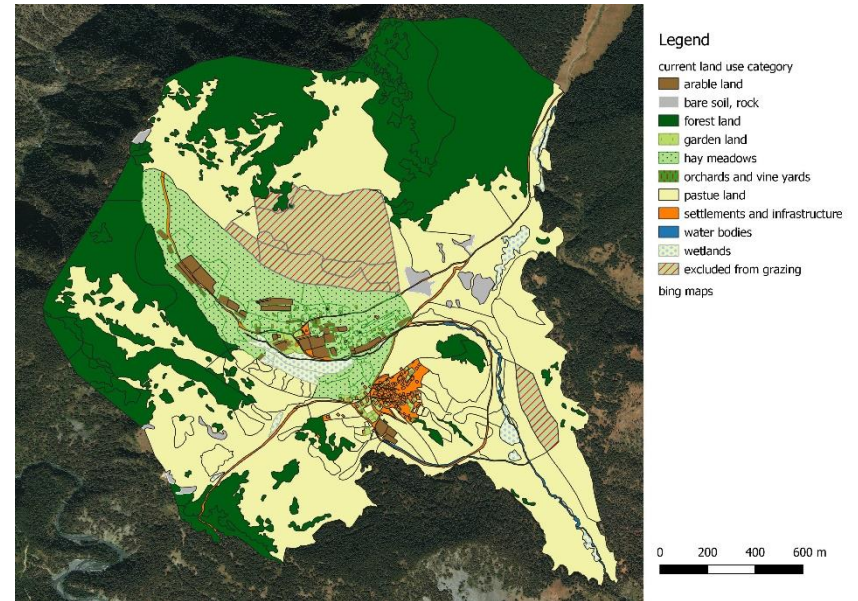 Legend
current land use category
arable land
bare soil, rock
forest land
garden land
hay meadows
orchards and vine yards
pastue land
settlements and infrastructure
water bodies
wetlands
excluded from grazing
bing maps
0 200 400 600 m